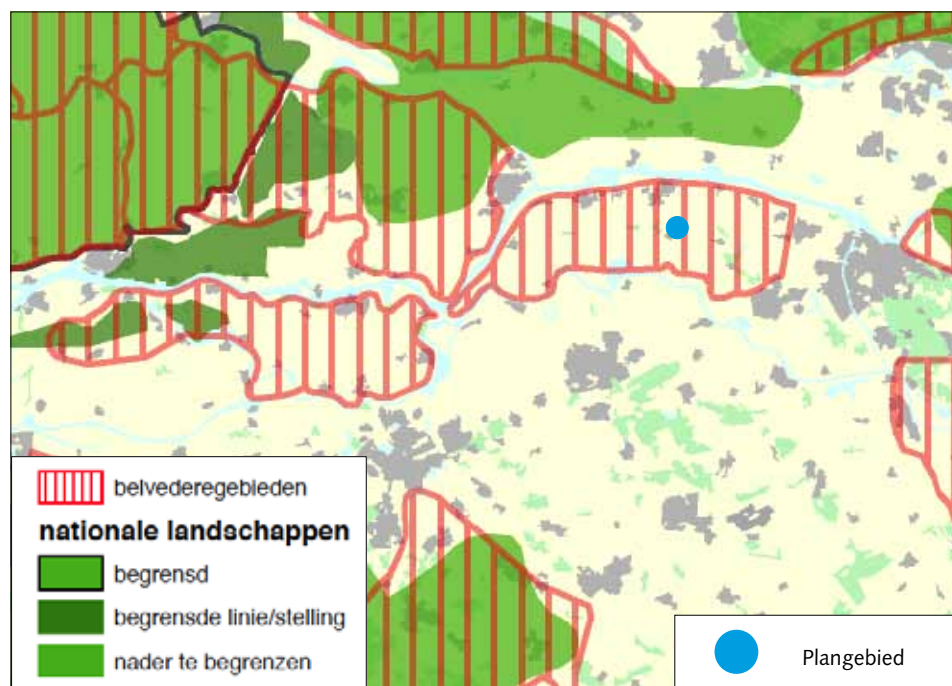 belvederegebieden
nationale landschappen
begrensd
begrensde linie/stelling
nader te begrenzen
Plangebied